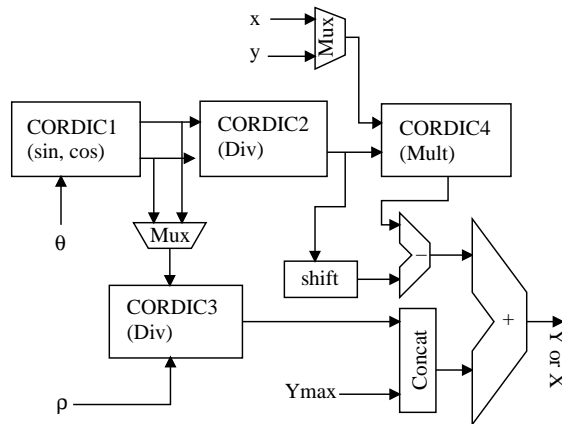 x
y
Mux
CORDIC1
(sin, cos)
CORDIC2
(Div)
CORDIC4
(Mult)
θ
Mux
shift
−
CORDIC3
(Div)
Concat
+
Y or X
Ymax
ρ